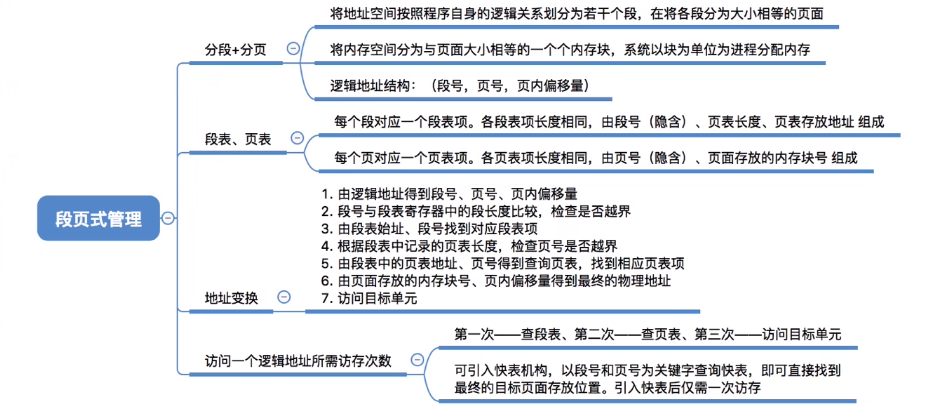 段页式管理
分段+分页
将地址空间按照程序自身的逻辑关系划分为若干个段，在将各段分为大小相等的页面
将内存空间分为与页面大小相等的一个个内存块，系统以块为单位为进程分配内存
逻辑地址结构：（段号，页号，页内偏移量）
段表、页表
每个段对应一个段表项。各段表项长度相同，由段号（隐含）、页表长度、页表存放地址 组成
每个页对应一个页表项。各页表项长度相同，由页号（隐含）、页面存放的内存块号 组成
地址变换
1. 由逻辑地址得到段号、页号、页内偏移量
2. 段号与段表寄存器中的段长度比较，检查是否越界
3. 由段表始址、段号找到对应段表项
4. 根据段表中记录的页表长度，检查页号是否越界
5. 由段表中的页表地址、页号得到查询页表，找到相应页表项
6. 由页面存放的内存块号、页内偏移量得到最终的物理地址
7. 访问目标单元
访问一个逻辑地址所需访存次数
第一次——查段表、第二次——查页表、第三次——访问目标单元
可引入快表机构，以段号和页号为关键字查询快表，即可直接找到
最终的目标页面存放位置。引入快表后仅需一次访存